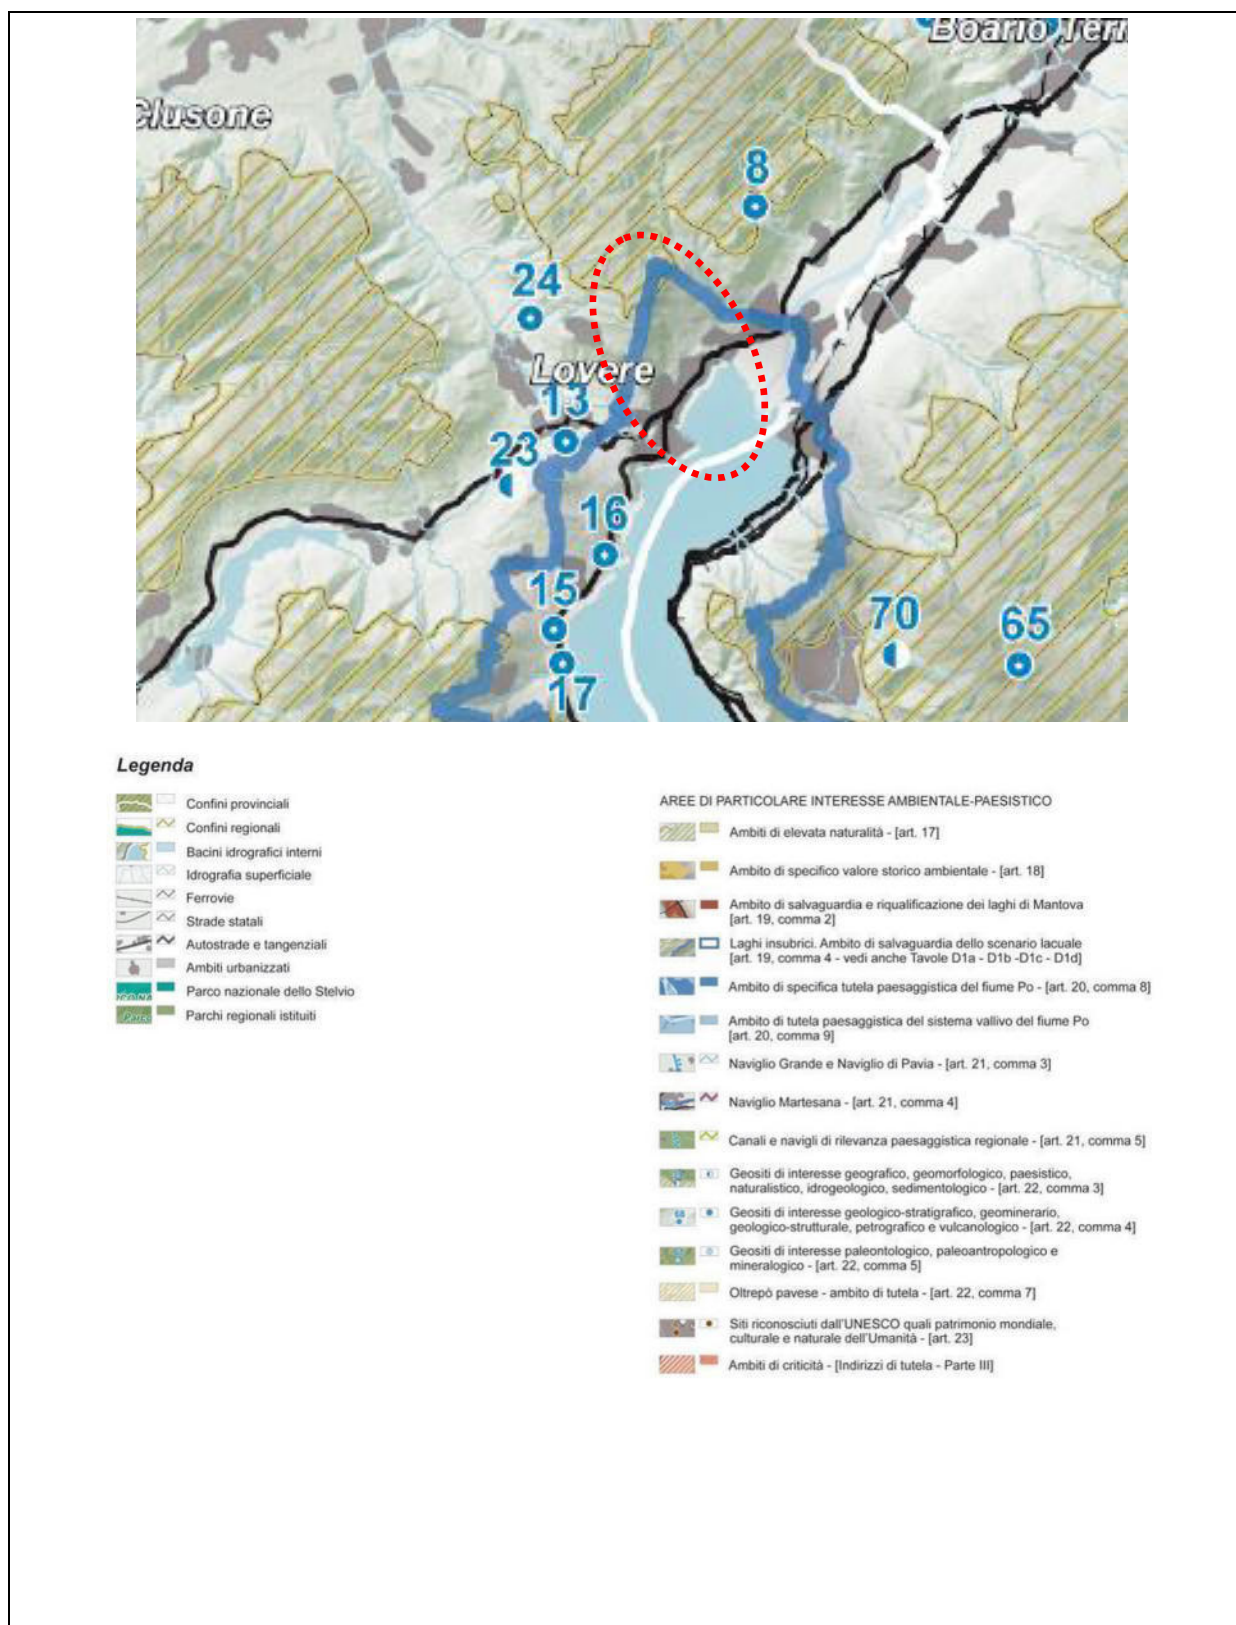 Boario Ter
Clusone
8
24
Lovere
13
23
16
15
70
65
17
Legenda
Confini provinciali
Confini regionali
Bacini idrografici interni
Idrografia superficiale
Ferrovie
Strade statali
Autostrade e tangenziali
Ambiti urbanizzati
Parco nazionale dello Stelvio
Parchi regionali istituiti
AREE DI PARTICOLARE INTERESSE AMBIENTALE-PAESISTICO
Ambiti di elevata naturalità - [art. 17]
Ambito di specifico valore storico ambientale - [art. 18]
Ambito di salvaguardia e riqualificazione dei laghi di Mantova
[art. 19, comma 2]
Laghi insubrici. Ambito di salvaguardia dello scenario lacuale
[art. 19, comma 4 - vedi anche Tavole D1a - D1b -D1c - D1d]
Ambito di specifica tutela paesaggistica del fiume Po - [art. 20, comma 8]
Ambito di tutela paesaggistica del sistema vallivo del fiume Po
[art. 20, comma 9]
Naviglio Grande e Naviglio di Pavia - [art. 21, comma 3]
Naviglio Martesana - [art. 21, comma 4]
Canali e navigli di rilevanza paesaggistica regionale - [art. 21, comma 5]
Geositi di interesse geografico, geomorfologico, paesistico,
naturalistico, idrogeologico, sedimentologico - [art. 22, comma 3]
Geositi di interesse geologico-stratigrafico, geominerario,
geologico-strutturale, petrografico e vulcanologico - [art. 22, comma 4]
Geositi di interesse paleontologico, paleoantropologico e
mineralogico - [art. 22, comma 5]
Oltrepò pavese - ambito di tutela - [art. 22, comma 7]
Siti riconosciuti dall'UNESCO quali patrimonio mondiale,
culturale e naturale dell'Umanità - [art. 23]
Ambiti di criticità - [Indirizzi di tutela - Parte III]